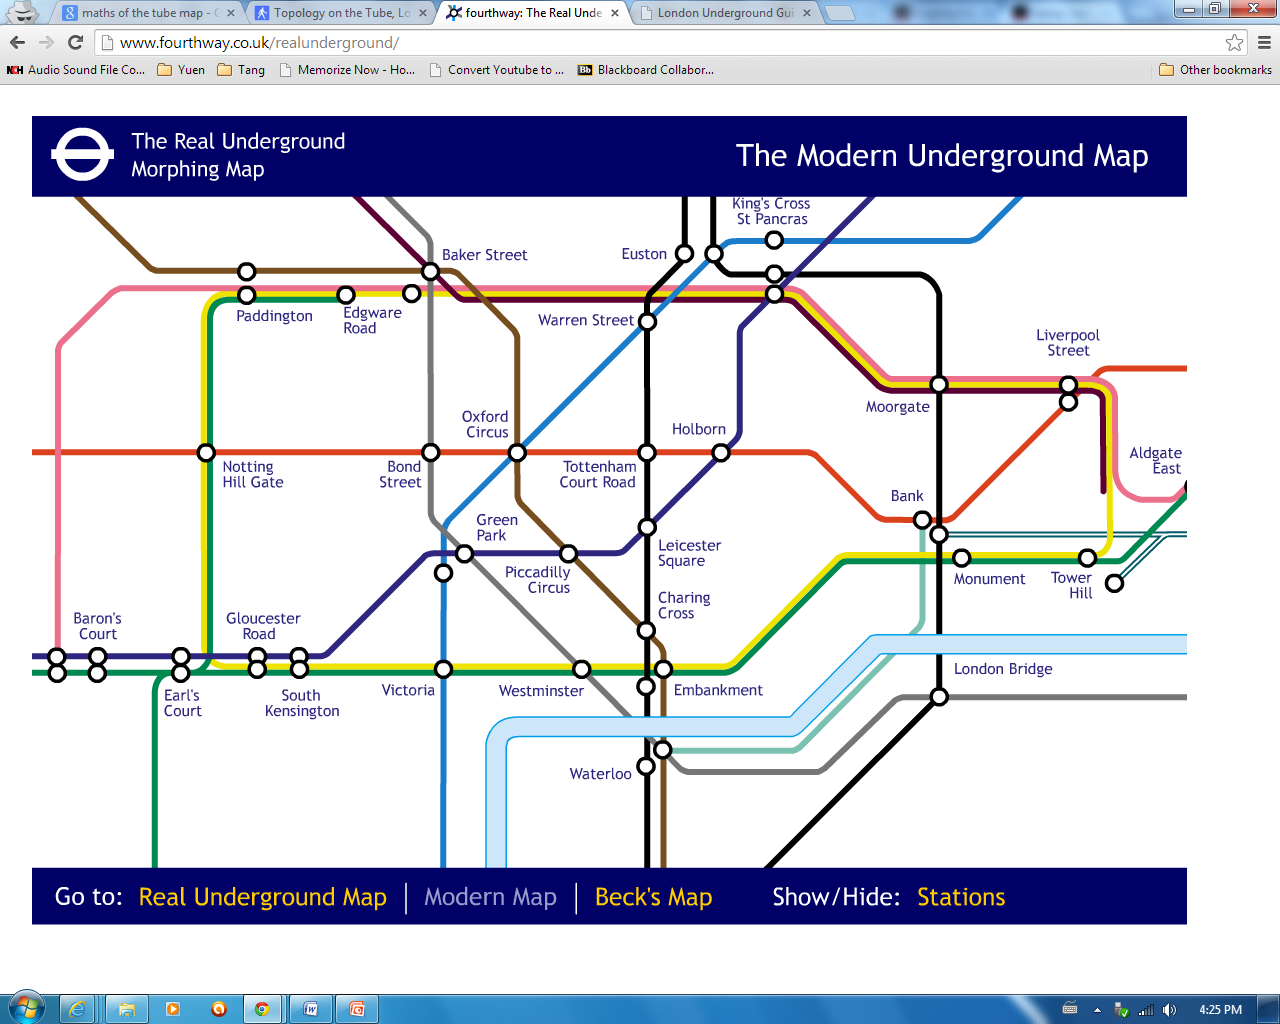 maths of the tube map - G
Topology on the Tube, Lo
fourthway: The Real Unde
London Underground Gui
www.fourthway.co.uk/realunderground/
NCH Audio Sound File Co...
Yuen
Tang
Memorize Now - Ho...
Convert Youtube to ...
Bb Blackboard Collabor...
Other bookmarks
The Real Underground
Morphing Map
The Modern Underground Map
King's Cross
St Pancras
Euston
Baker Street
Paddington
Edgware
Road
Warren Street
Liverpool
Street
Moorgate
Oxford
Circus
Holborn
Notting
Hill Gate
Bond
Street
Tottenham
Court Road
Aldgate
East
Bank
Green
Park
Leicester
Square
Piccadilly
Circus
Monument
Tower
Hill
Charing
Cross
Baron's
Court
Gloucester
Road
London Bridge
Earl's
Court
South
Kensington
Victoria
Westminster
Embankment
Waterloo
Go to: Real Underground Map | Modern Map | Beck's Map Show/Hide: Stations
4:25 PM